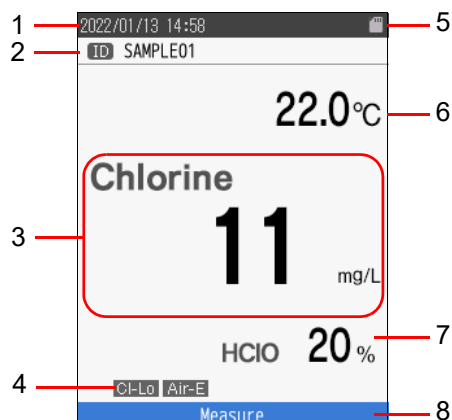 1 2022/01/13 14:58 5
2 ID SAMPLE01
22.0℃ 6
Chlorine
3 11 mg/L
HClO 20 % 7
4 Cl-Lo Air-E
Measure 8